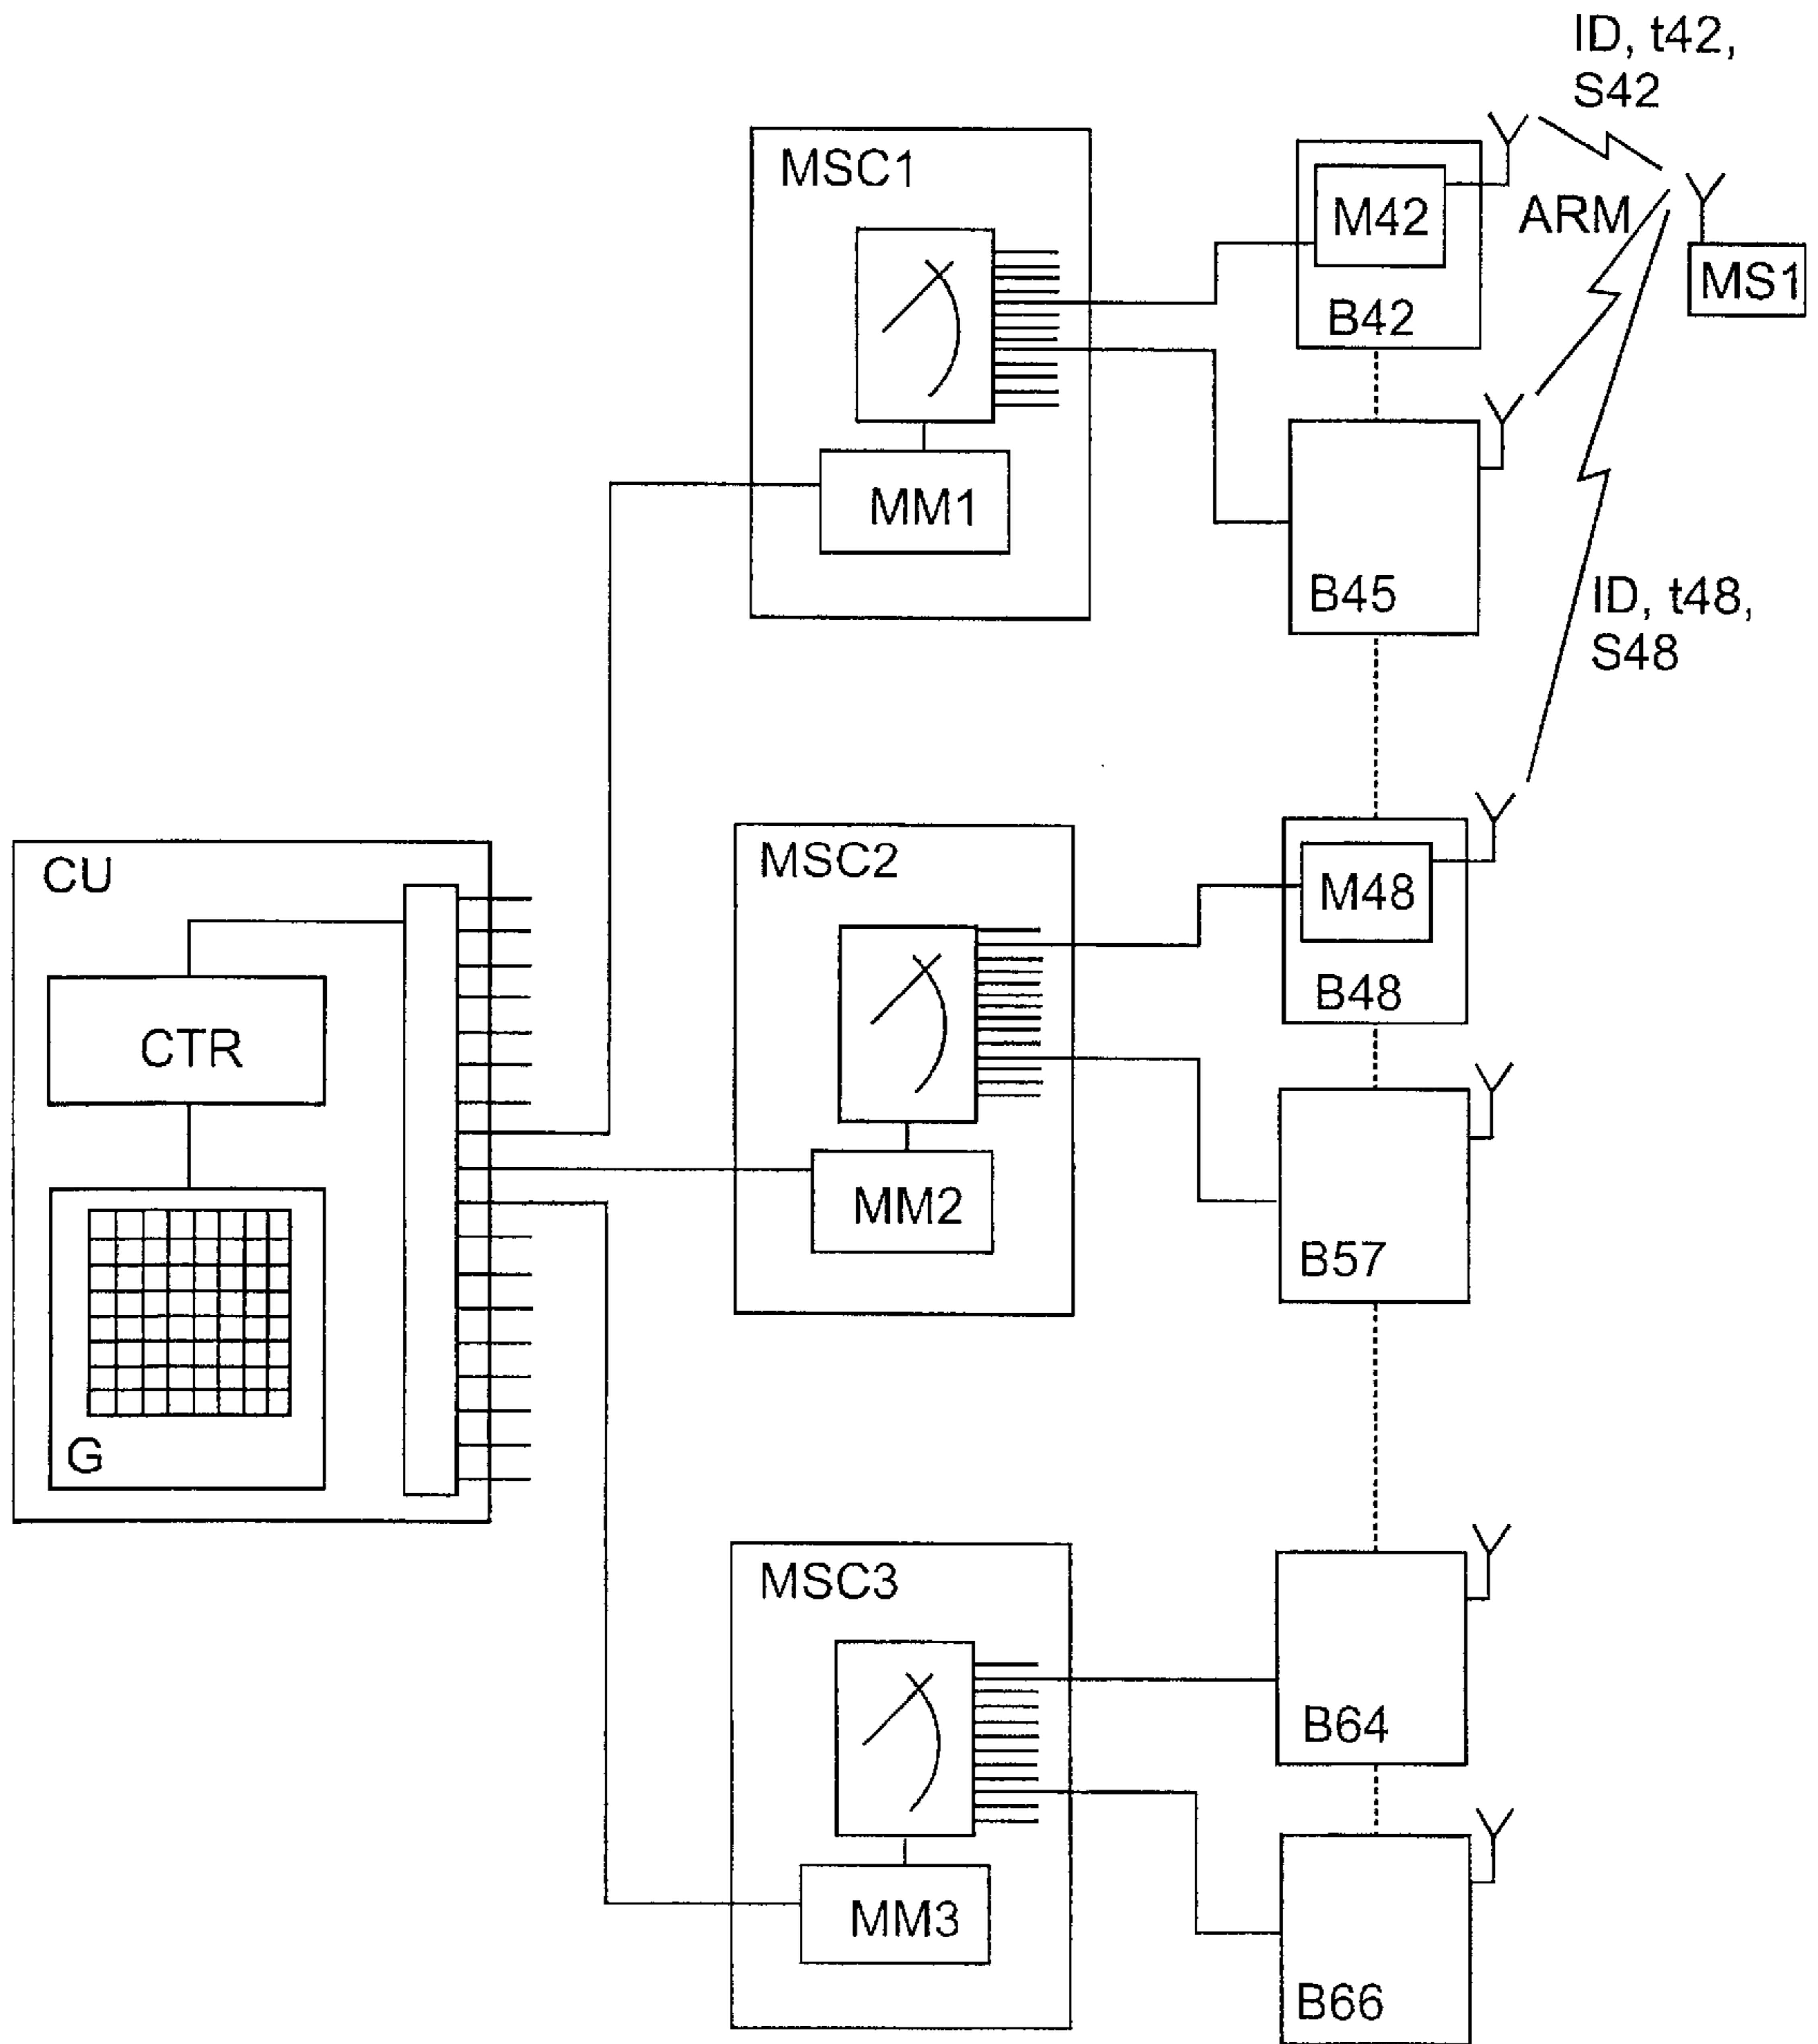 ID, t42,
S42
MSC1
M42
ARM
MS1
B42
MM1
B45
ID, t48,
S48
CU
MSC2
M48
B48
CTR
MM2
B57
G
MSC3
B64
MM3
B66